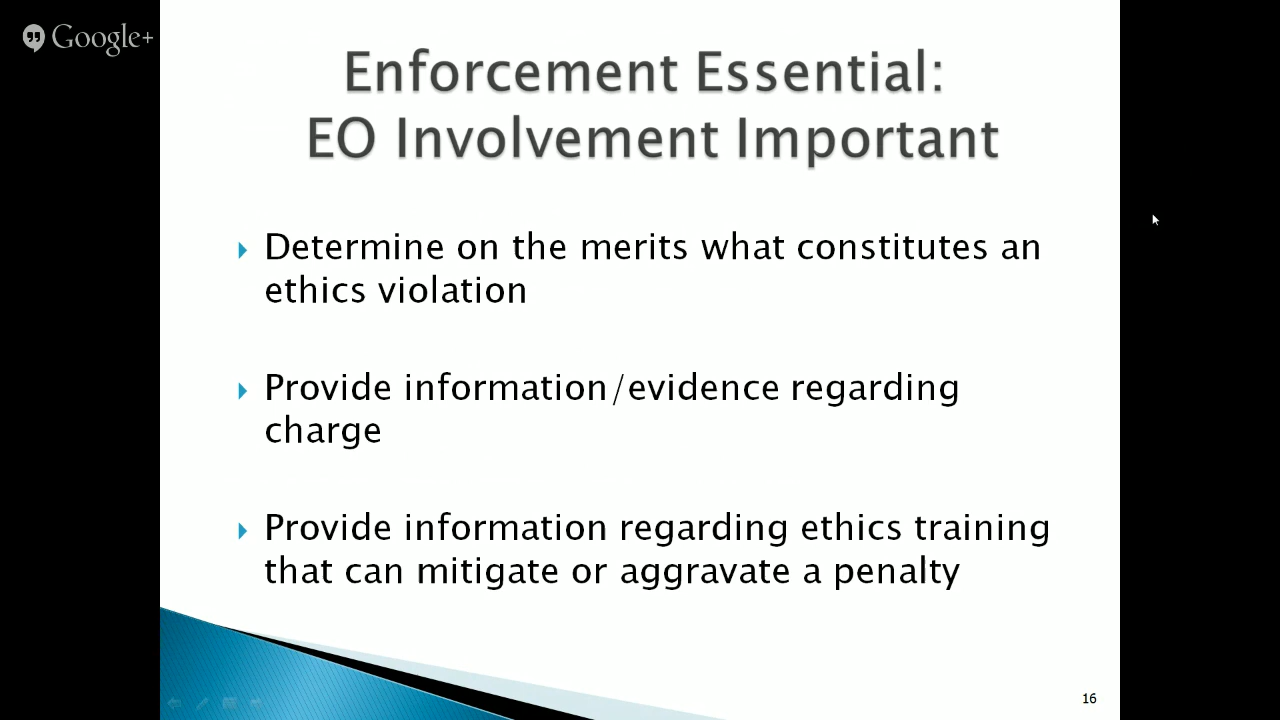 Google+
Enforcement Essential:
EO Involvement Important
Determine on the merits what constitutes an
ethics violation
Provide information/evidence regarding
charge
Provide information regarding ethics training
that can mitigate or aggravate a penalty
16